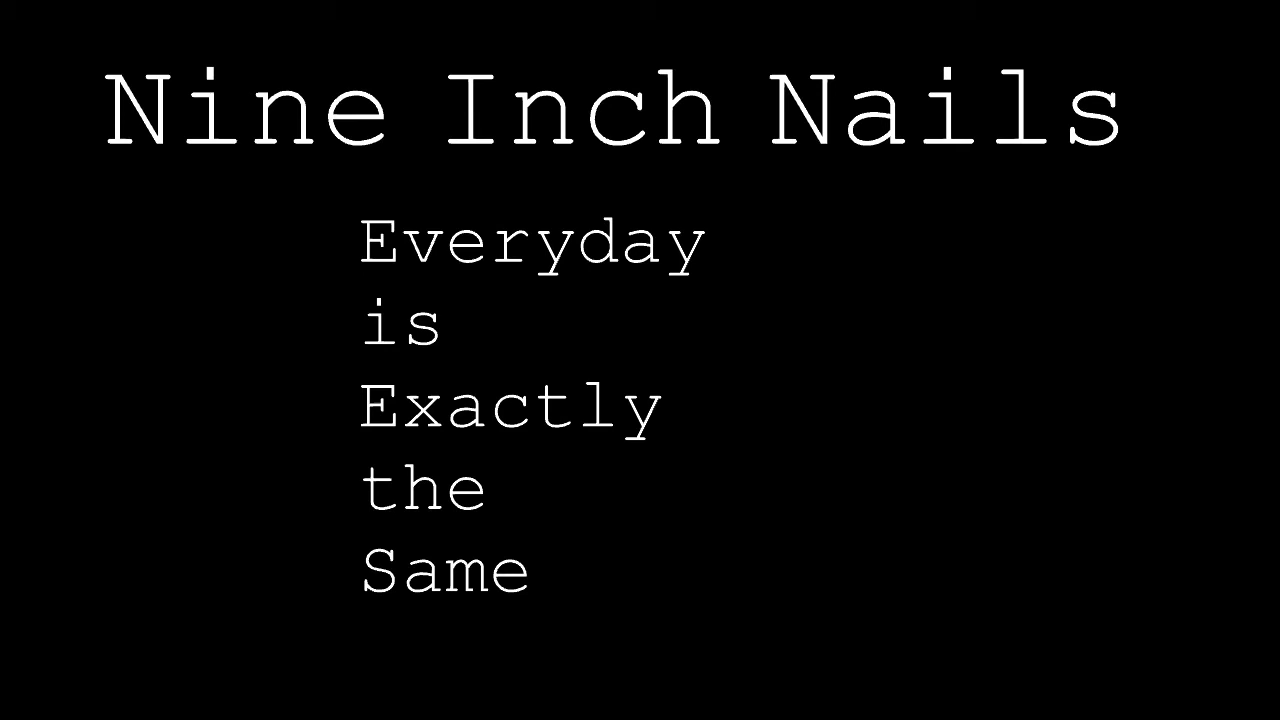 Nine Inch Nails
Everyday
is
Exactly
the
Same